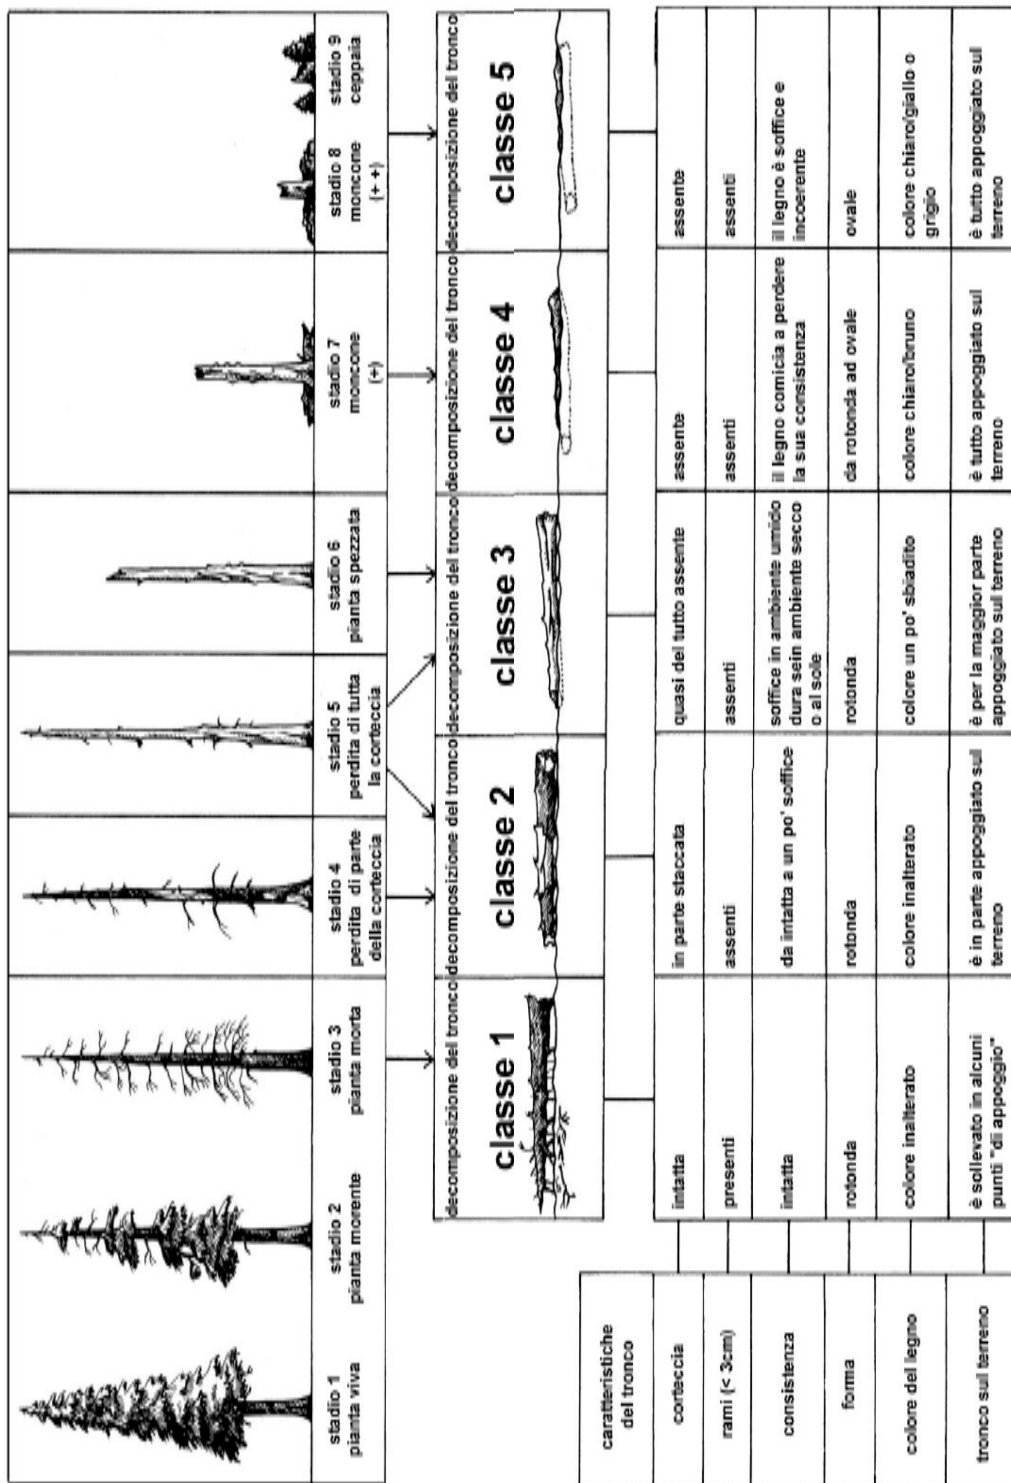 stadio 1
pianta viva
stadio 2
pianta morente
stadio 3
pianta morta
stadio 4
perdita di parte
della corteccia
stadio 5
perdita di tutta
la corteccia
stadio 6
pianta spezzata
stadio 7
moncone
(+)
stadio 8
moncone
(+ +)
stadio 9
ceppaia
decomposizione del tronco
classe 1
decomposizione del tronco
classe 2
decomposizione del tronco
classe 3
decomposizione del tronco
classe 4
decomposizione del tronco
classe 5
caratteristiche
del tronco
corteccia
intatta
in parte staccata
quasi del tutto assente
assente
assente
rami (< 3cm)
presenti
assenti
assenti
assenti
assenti
consistenza
intatta
da intatta a un po' soffice
soffice in ambiente umido
dura sein ambiente secco
o al sole
il legno comicia a perdere
la sua consistenza
il legno è soffice e
incoerente
forma
rotonda
rotonda
rotonda
da rotonda ad ovale
ovale
colore del legno
colore inalterato
colore inalterato
colore un po' sbiadito
colore chiaro/bruno
colore chiaro/giallo o
grigio
tronco sul terreno
è sollevato in alcuni
punti "di appoggio"
è in parte appoggiato sul
terreno
è per la maggior parte
appoggiato sul terreno
è tutto appoggiato sul
terreno
è tutto appoggiato sul
terreno